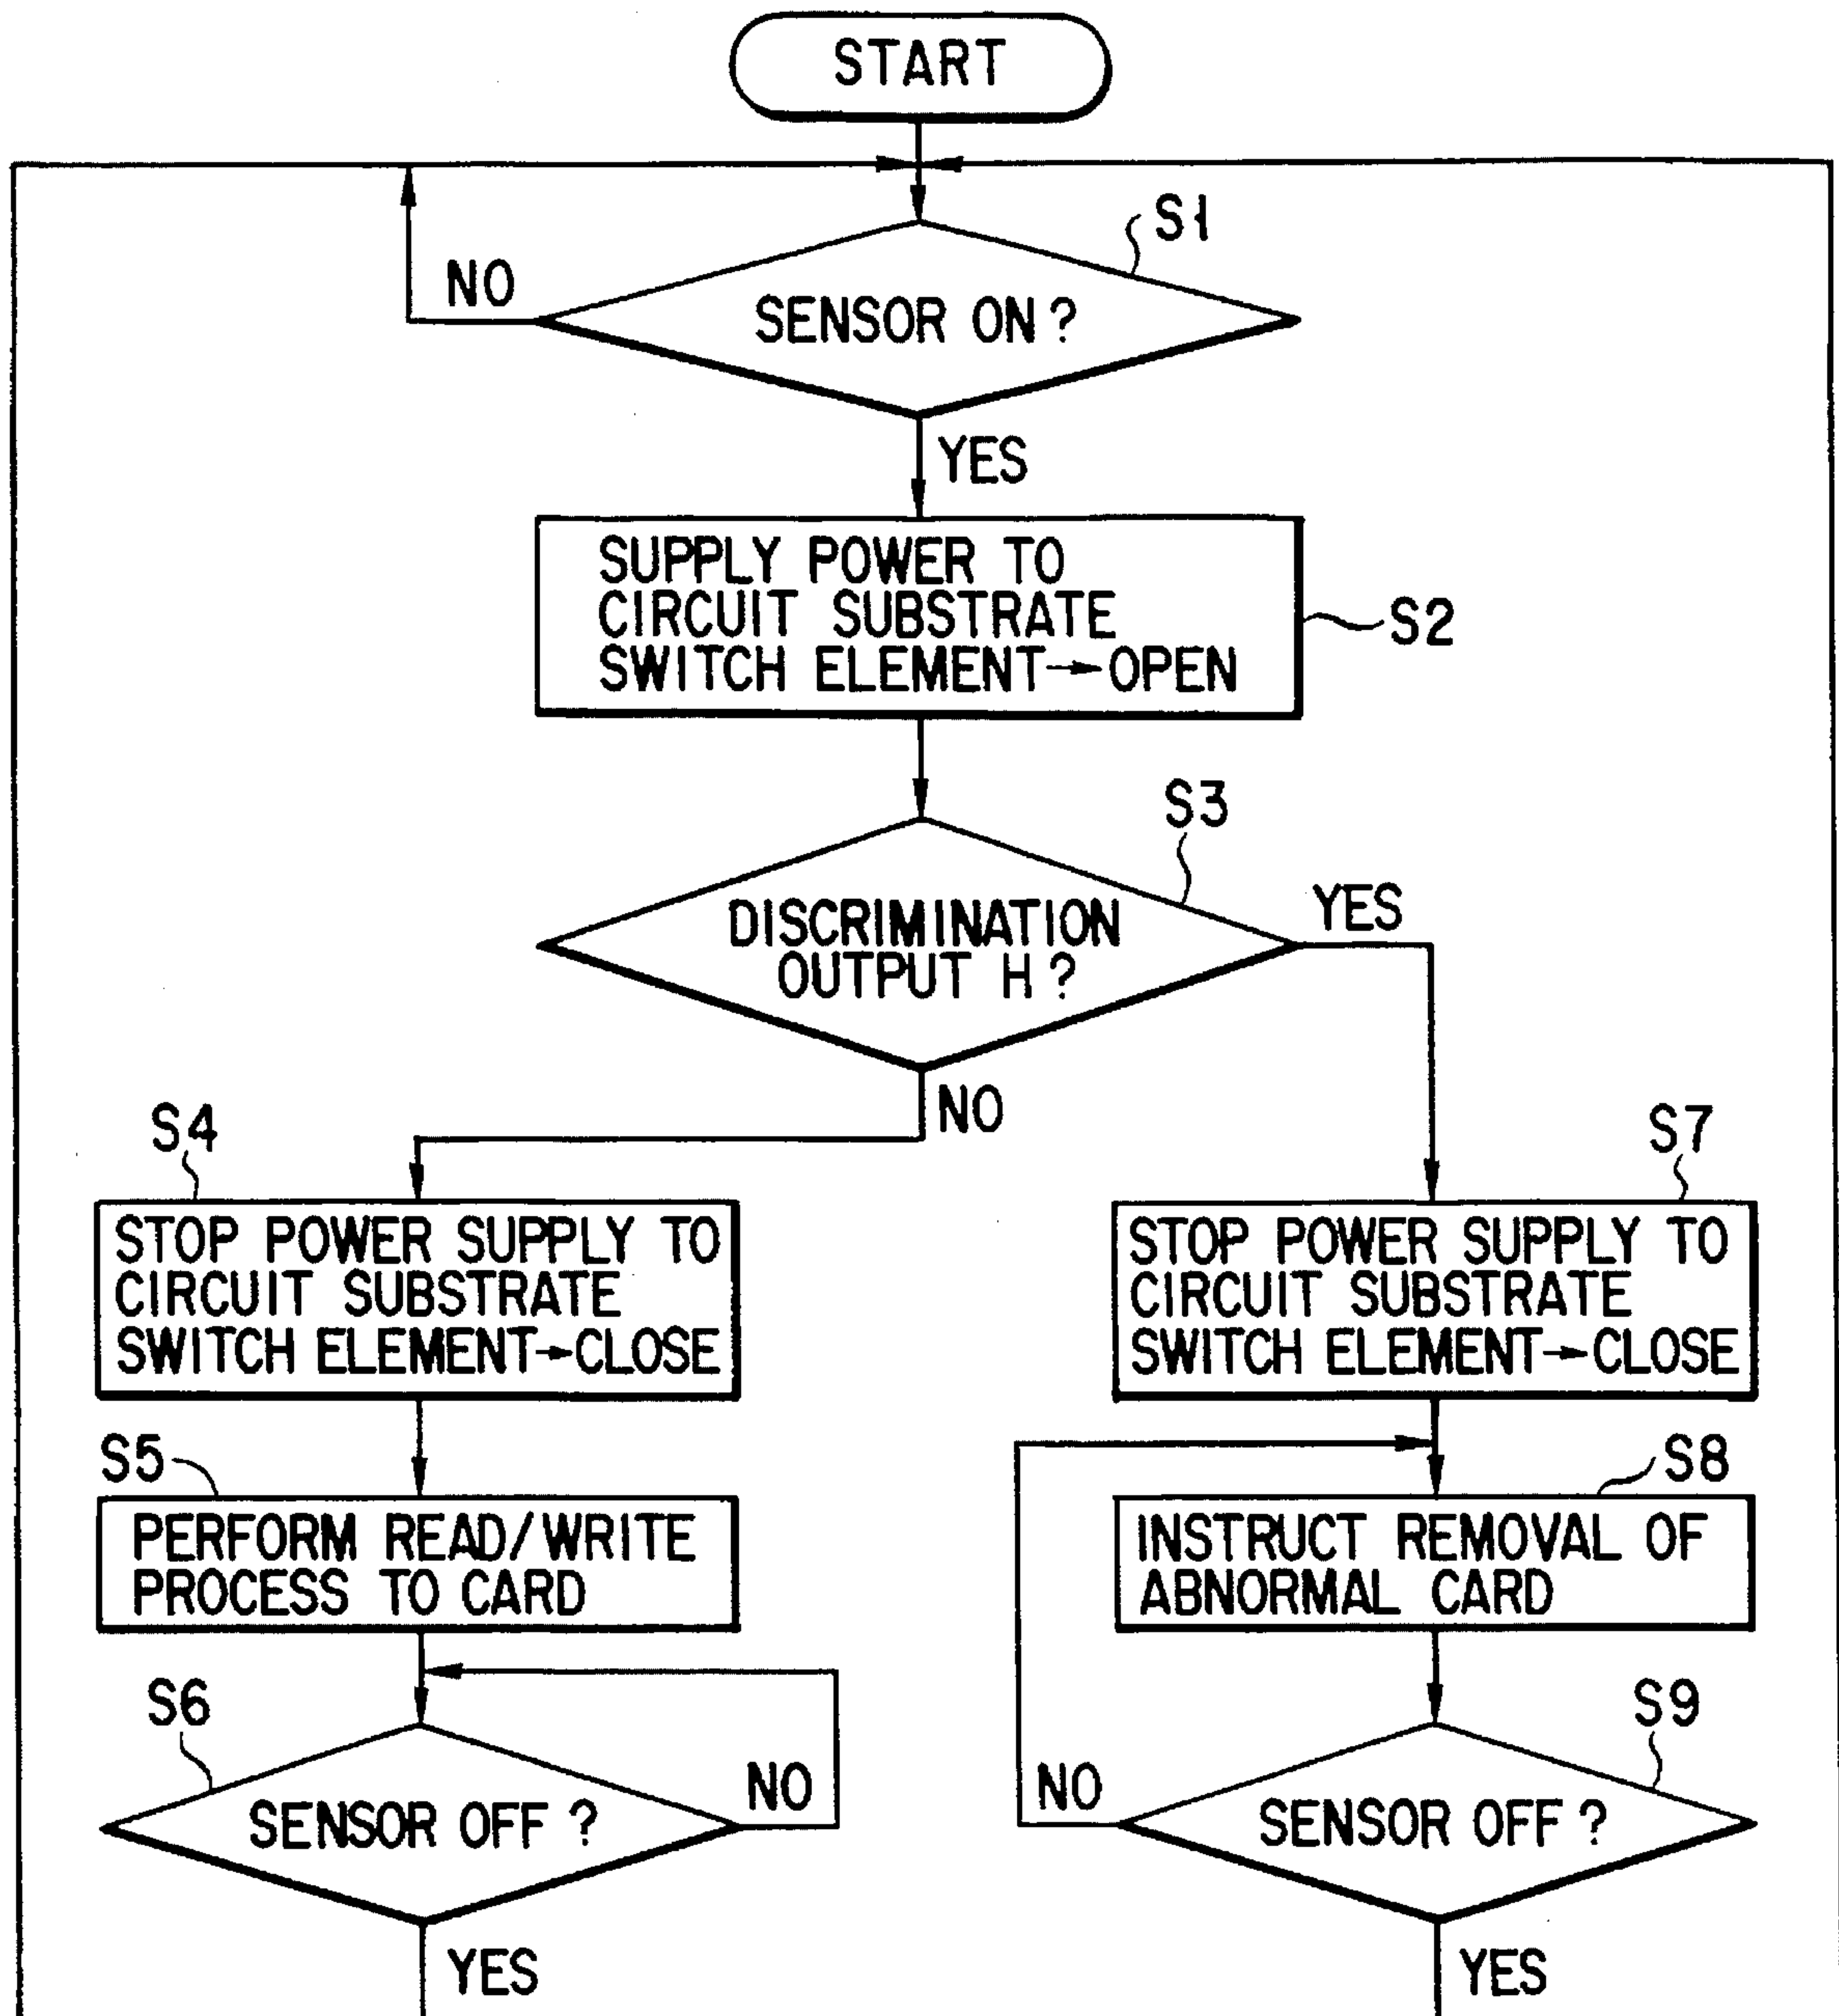 START
S1
NO
SENSOR ON?
YES
SUPPLY POWER TO
CIRCUIT SUBSTRATE
SWITCH ELEMENT→OPEN
S2
S3
DISCRIMINATION
OUTPUT H?
YES
NO
S4
STOP POWER SUPPLY TO
CIRCUIT SUBSTRATE
SWITCH ELEMENT→CLOSE
S7
STOP POWER SUPPLY TO
CIRCUIT SUBSTRATE
SWITCH ELEMENT→CLOSE
S5
PERFORM READ/WRITE
PROCESS TO CARD
S8
INSTRUCT REMOVAL OF
ABNORMAL CARD
S6
SENSOR OFF?
NO
YES
S9
NO
SENSOR OFF?
YES